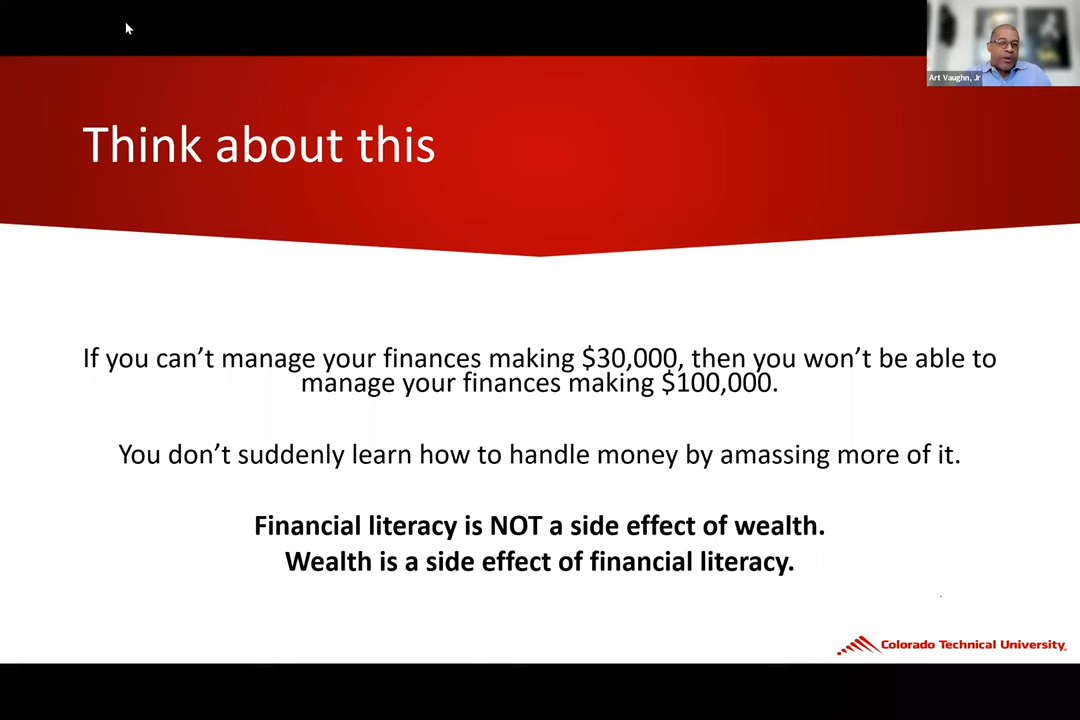 Art Vaughn, Jr
Think about this
If you can’t manage your finances making $30,000, then you won’t be able to
manage your finances making $100,000.
You don’t suddenly learn how to handle money by amassing more of it.
Financial literacy is NOT a side effect of wealth.
Wealth is a side effect of financial literacy.
Colorado Technical University®